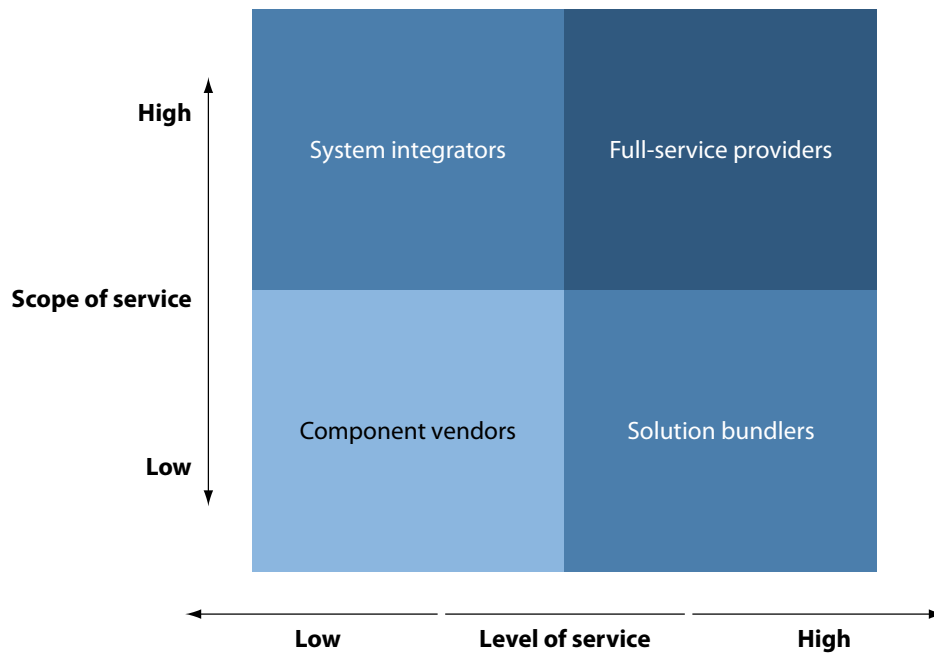 High
System integrators
Full-service providers
Scope of service
Component vendors
Solution bundlers
Low
Low
Level of service
High